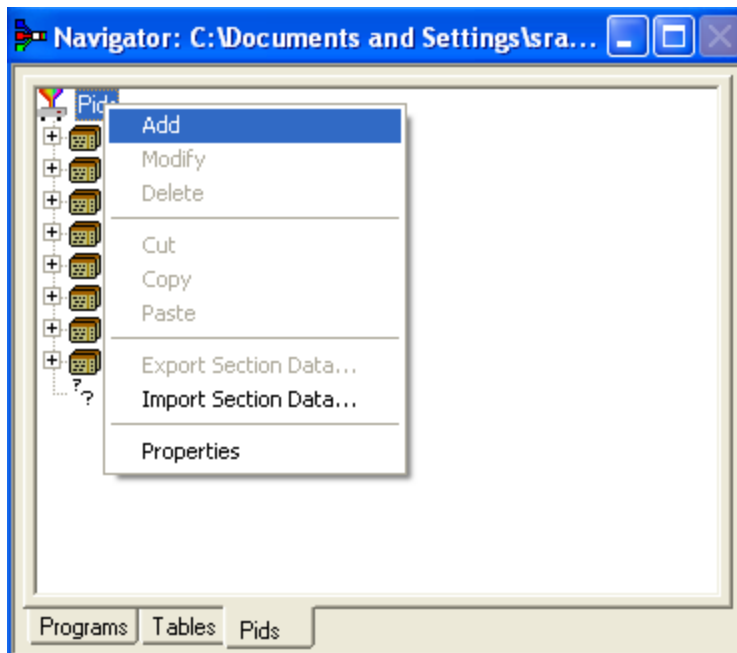 Navigator: C:\Documents and Settings\sra...
Pids
Add
Modify
Delete
Cut
Copy
Paste
Export Section Data...
Import Section Data...
Properties
Programs Tables Pids